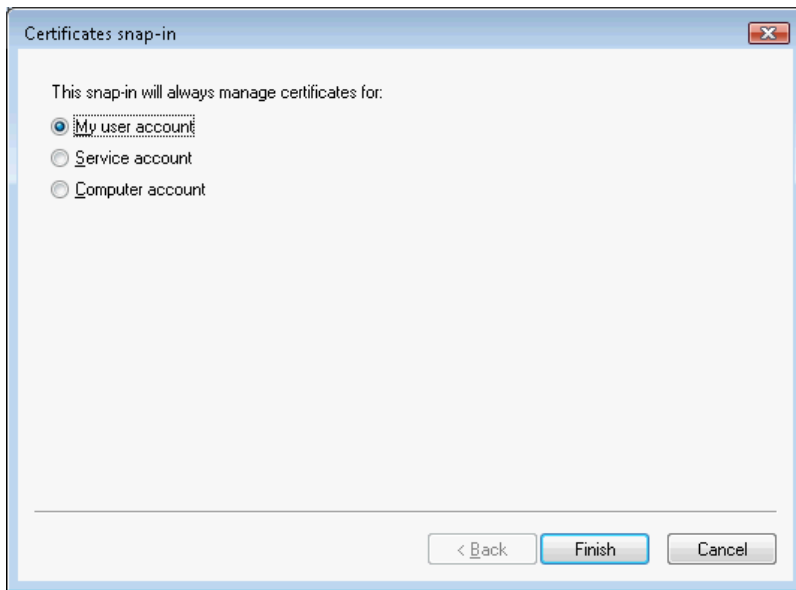 Certificates snap-in
This snap-in will always manage certificates for:
My user account
Service account
Computer account
< Back Finish Cancel